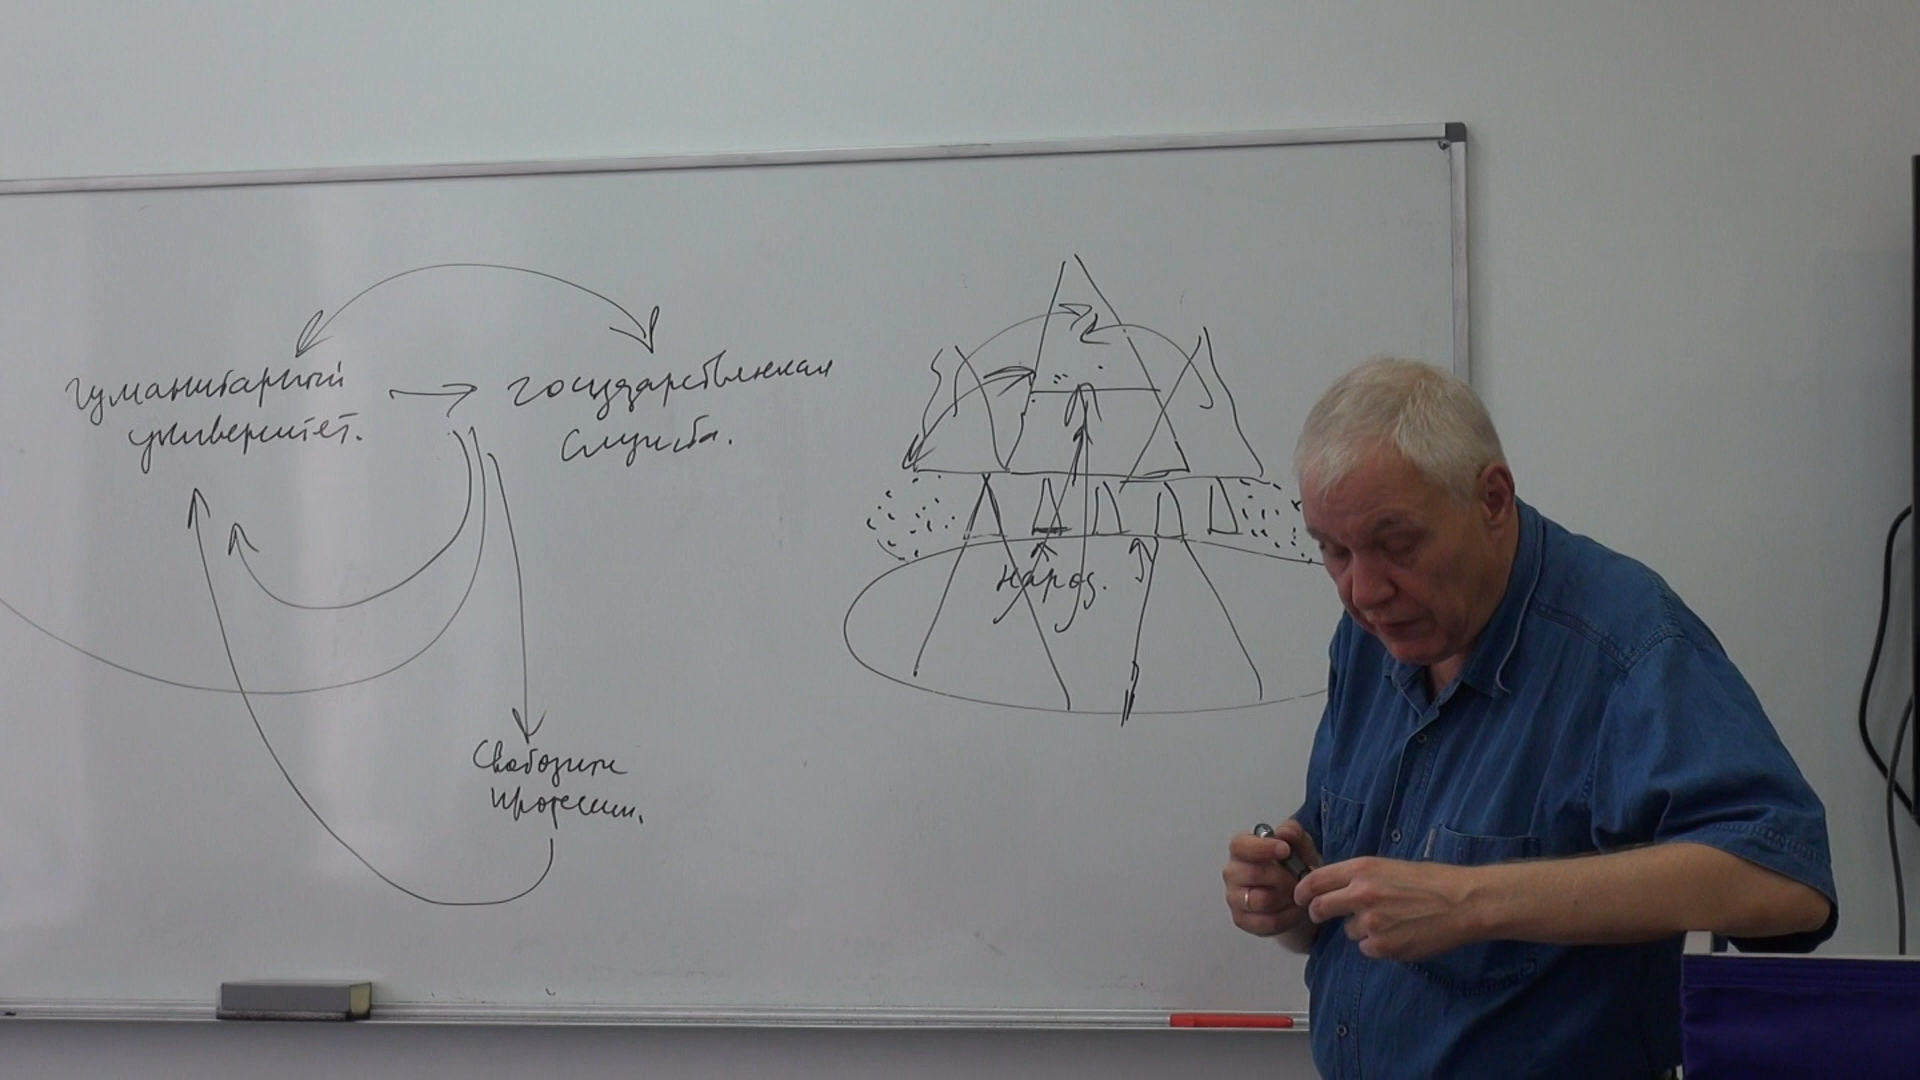 гуманитарный
университет.
государственная
служба.
народ.
Свободные
профессии.